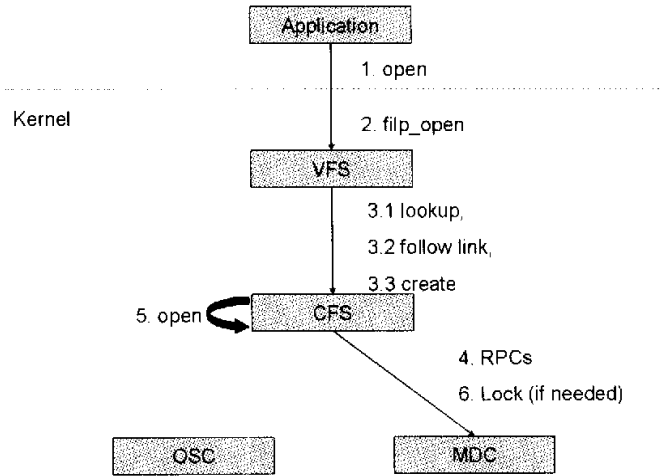 Application
1. open
Kernel
2. filp_open
VFS
3.1 lookup,
3.2 follow link,
3.3 create
5. open
CFS
4. RPCs
6. Lock (if needed)
OSC
MDC